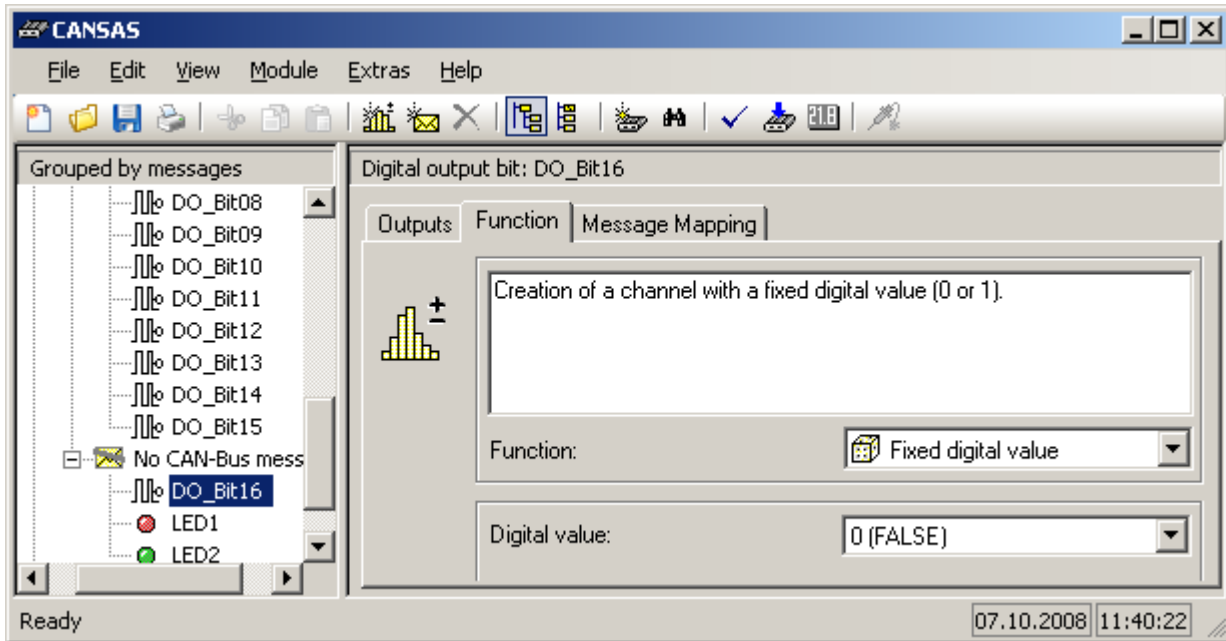 CANSAS
File Edit View Module Extras Help
21.8
Grouped by messages
DO_Bit08
DO_Bit09
DO_Bit10
DO_Bit11
DO_Bit12
DO_Bit13
DO_Bit14
DO_Bit15
No CAN-Bus mess
DO_Bit16
LED1
LED2
Digital output bit: DO_Bit16
Outputs Function Message Mapping
Creation of a channel with a fixed digital value (0 or 1).
Function: Fixed digital value
Digital value: 0 (FALSE)
Ready 07.10.2008 11:40:22